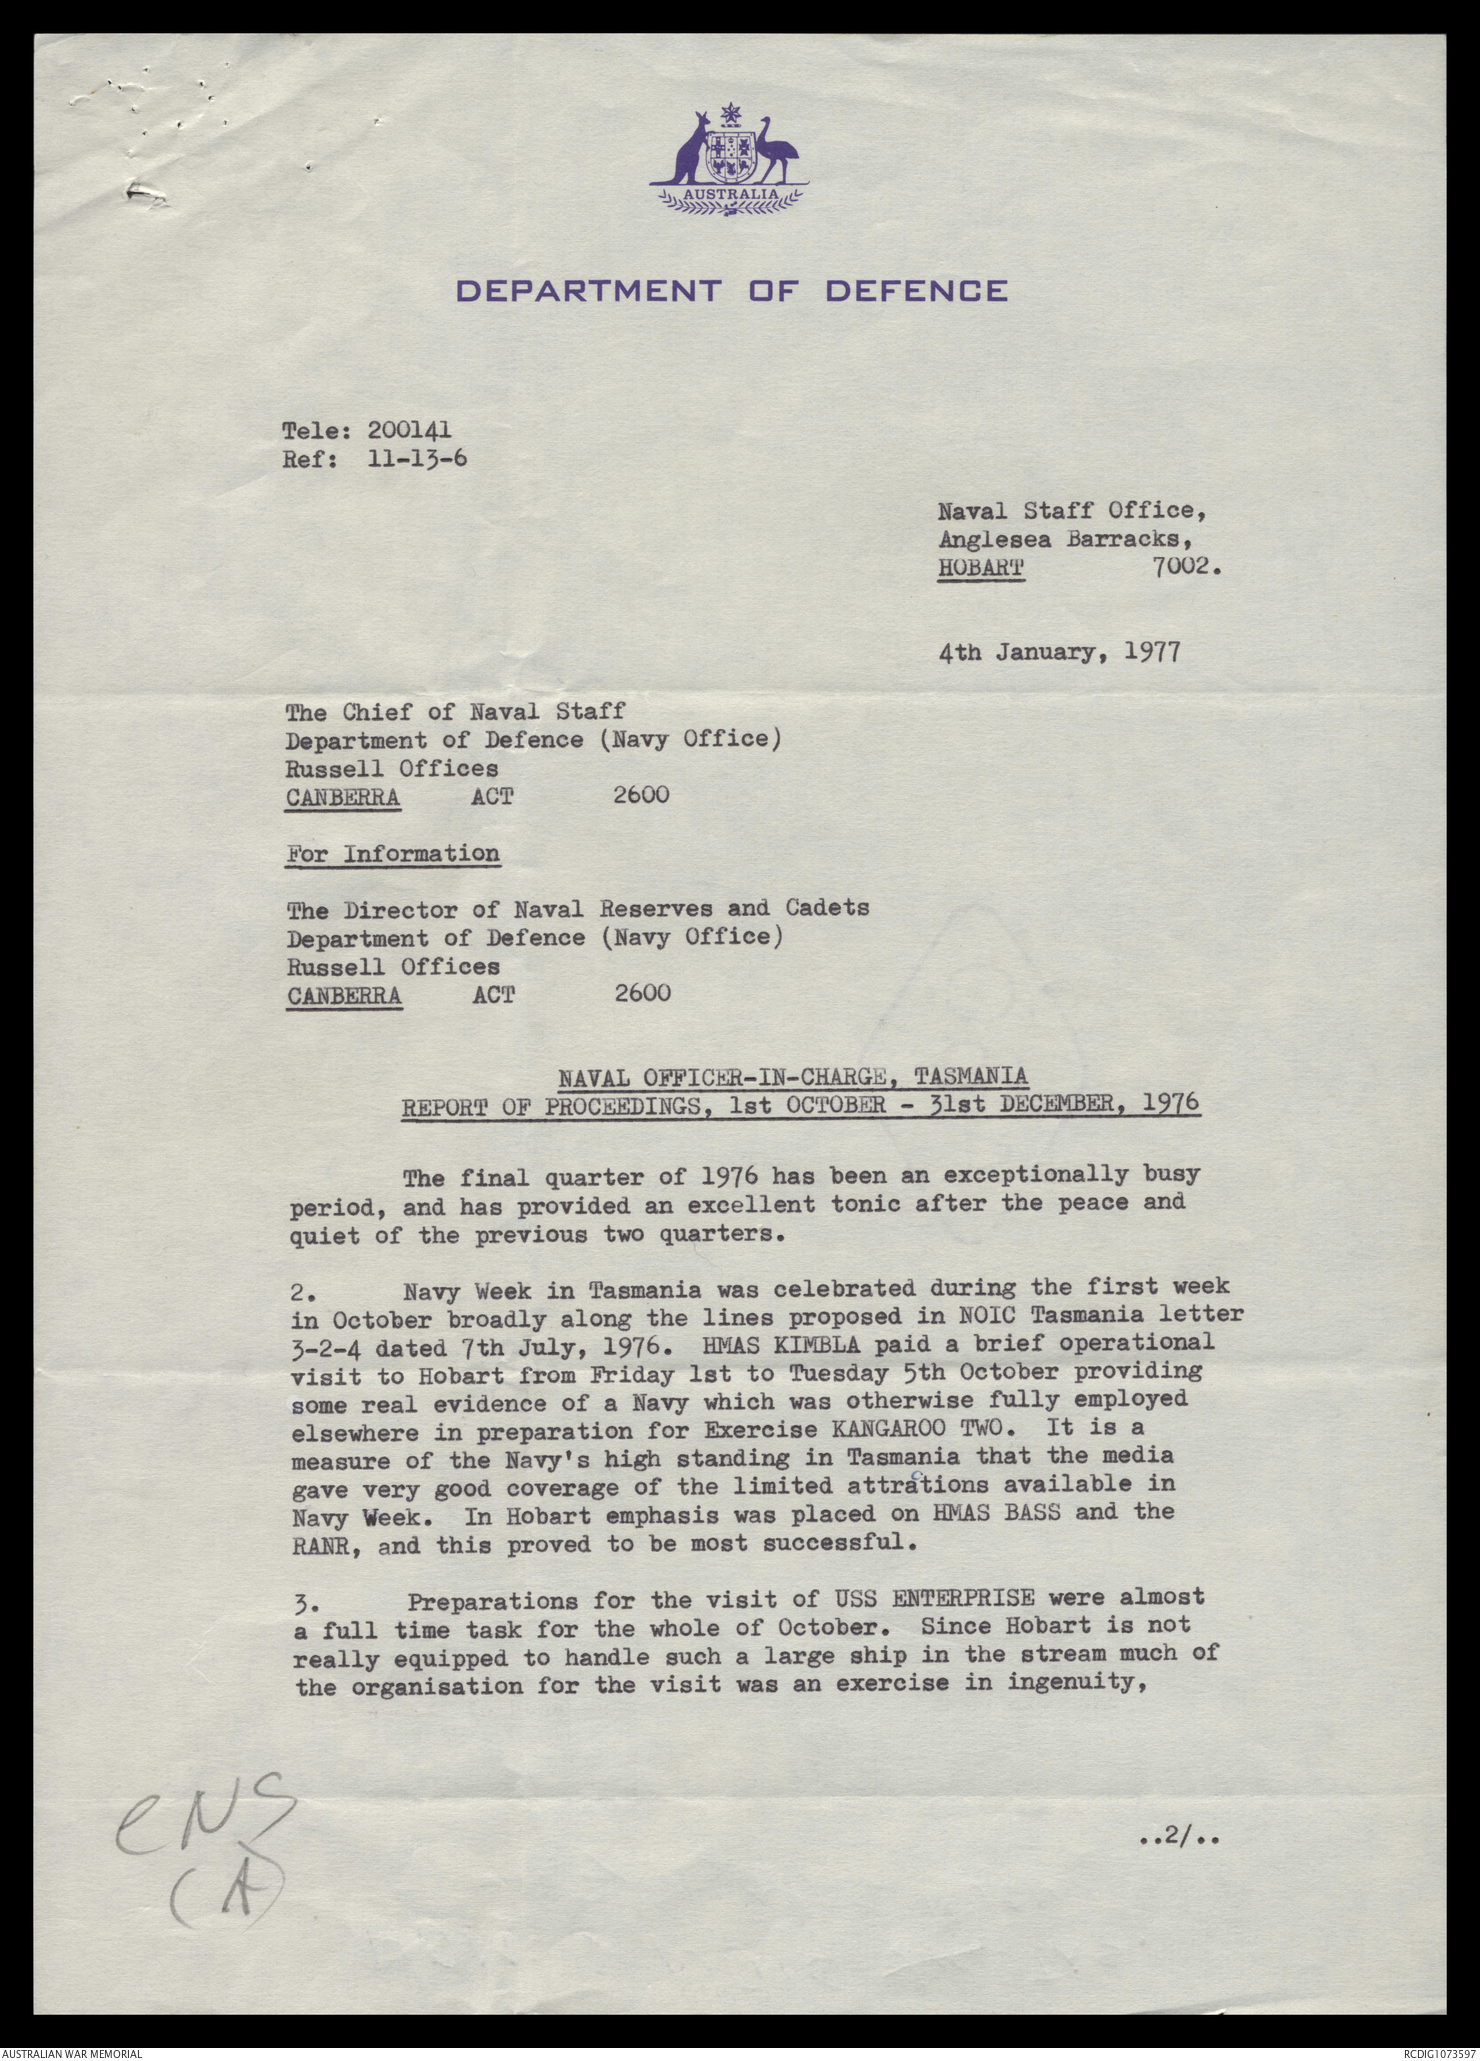 AUSTRALIA
DEPARTMENT OF DEFENCE
Tele: 200141
Ref: 11-13-6
Naval Staff Office,
Anglesea Barracks,
HOBART 7002.
4th January, 1977
The Chief of Naval Staff
Department of Defence (Navy Office)
Russell Offices
CANBERRA ACT 2600
For Information
The Director of Naval Reserves and Cadets
Department of Defence (Navy Office)
Russell Offices
CANBERRA ACT 2600
NAVAL OFFICER-IN-CHARGE, TASMANIA
REPORT OF PROCEEDINGS, 1st OCTOBER - 31st DECEMBER, 1976
The final quarter of 1976 has been an exceptionally busy
period, and has provided an excellent tonic after the peace and
quiet of the previous two quarters.
2. Navy Week in Tasmania was celebrated during the first week
in October broadly along the lines proposed in NOIC Tasmania letter
3-2-4 dated 7th July, 1976. HMAS KIMBLA paid a brief operational
visit to Hobart from Friday 1st to Tuesday 5th October providing
some real evidence of a Navy which was otherwise fully employed
elsewhere in preparation for Exercise KANGAROO TWO. It is a
measure of the Navy's high standing in Tasmania that the media
gave very good coverage of the limited attractions available in
Navy Week. In Hobart emphasis was placed on HMAS BASS and the
RANR, and this proved to be most successful.
3. Preparations for the visit of USS ENTERPRISE were almost
a full time task for the whole of October. Since Hobart is not
really equipped to handle such a large ship in the stream much of
the organisation for the visit was an exercise in ingenuity,
CNS
(A)
..2/..
AUSTRALIAN WAR MEMORIAL
RCDIG1073597